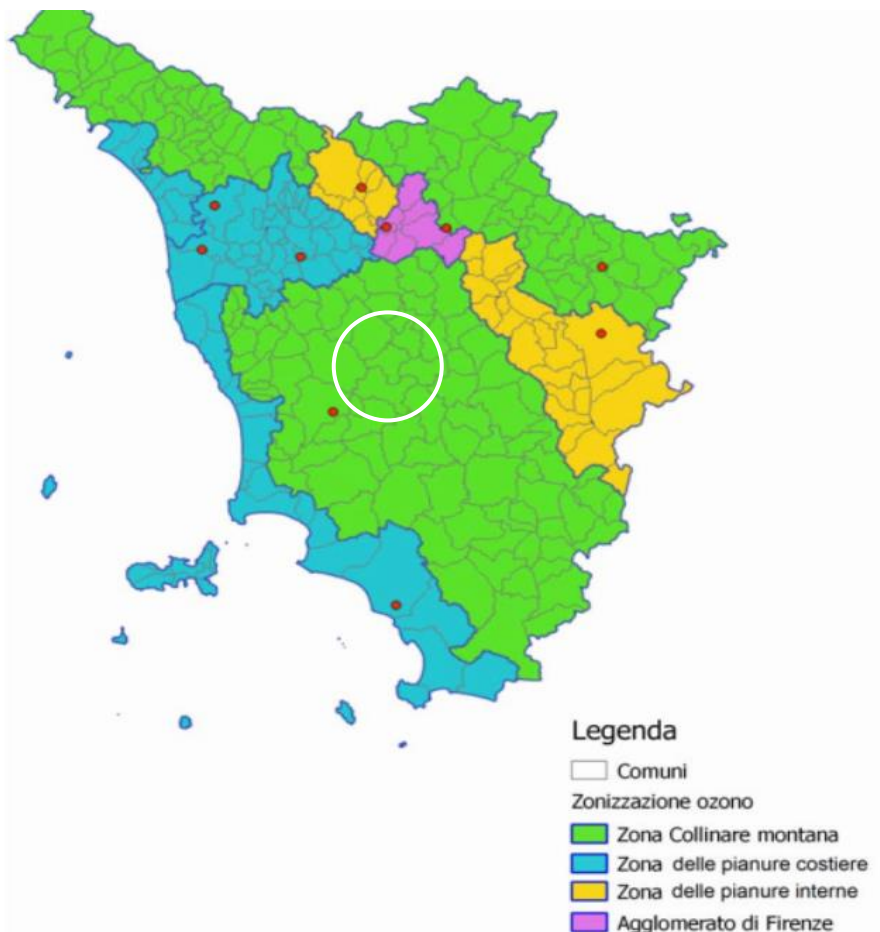 Legenda
Comuni
Zonizzazione ozono
Zona Collinare montana
Zona delle pianure costiere
Zona delle pianure interne
Agglomerato di Firenze